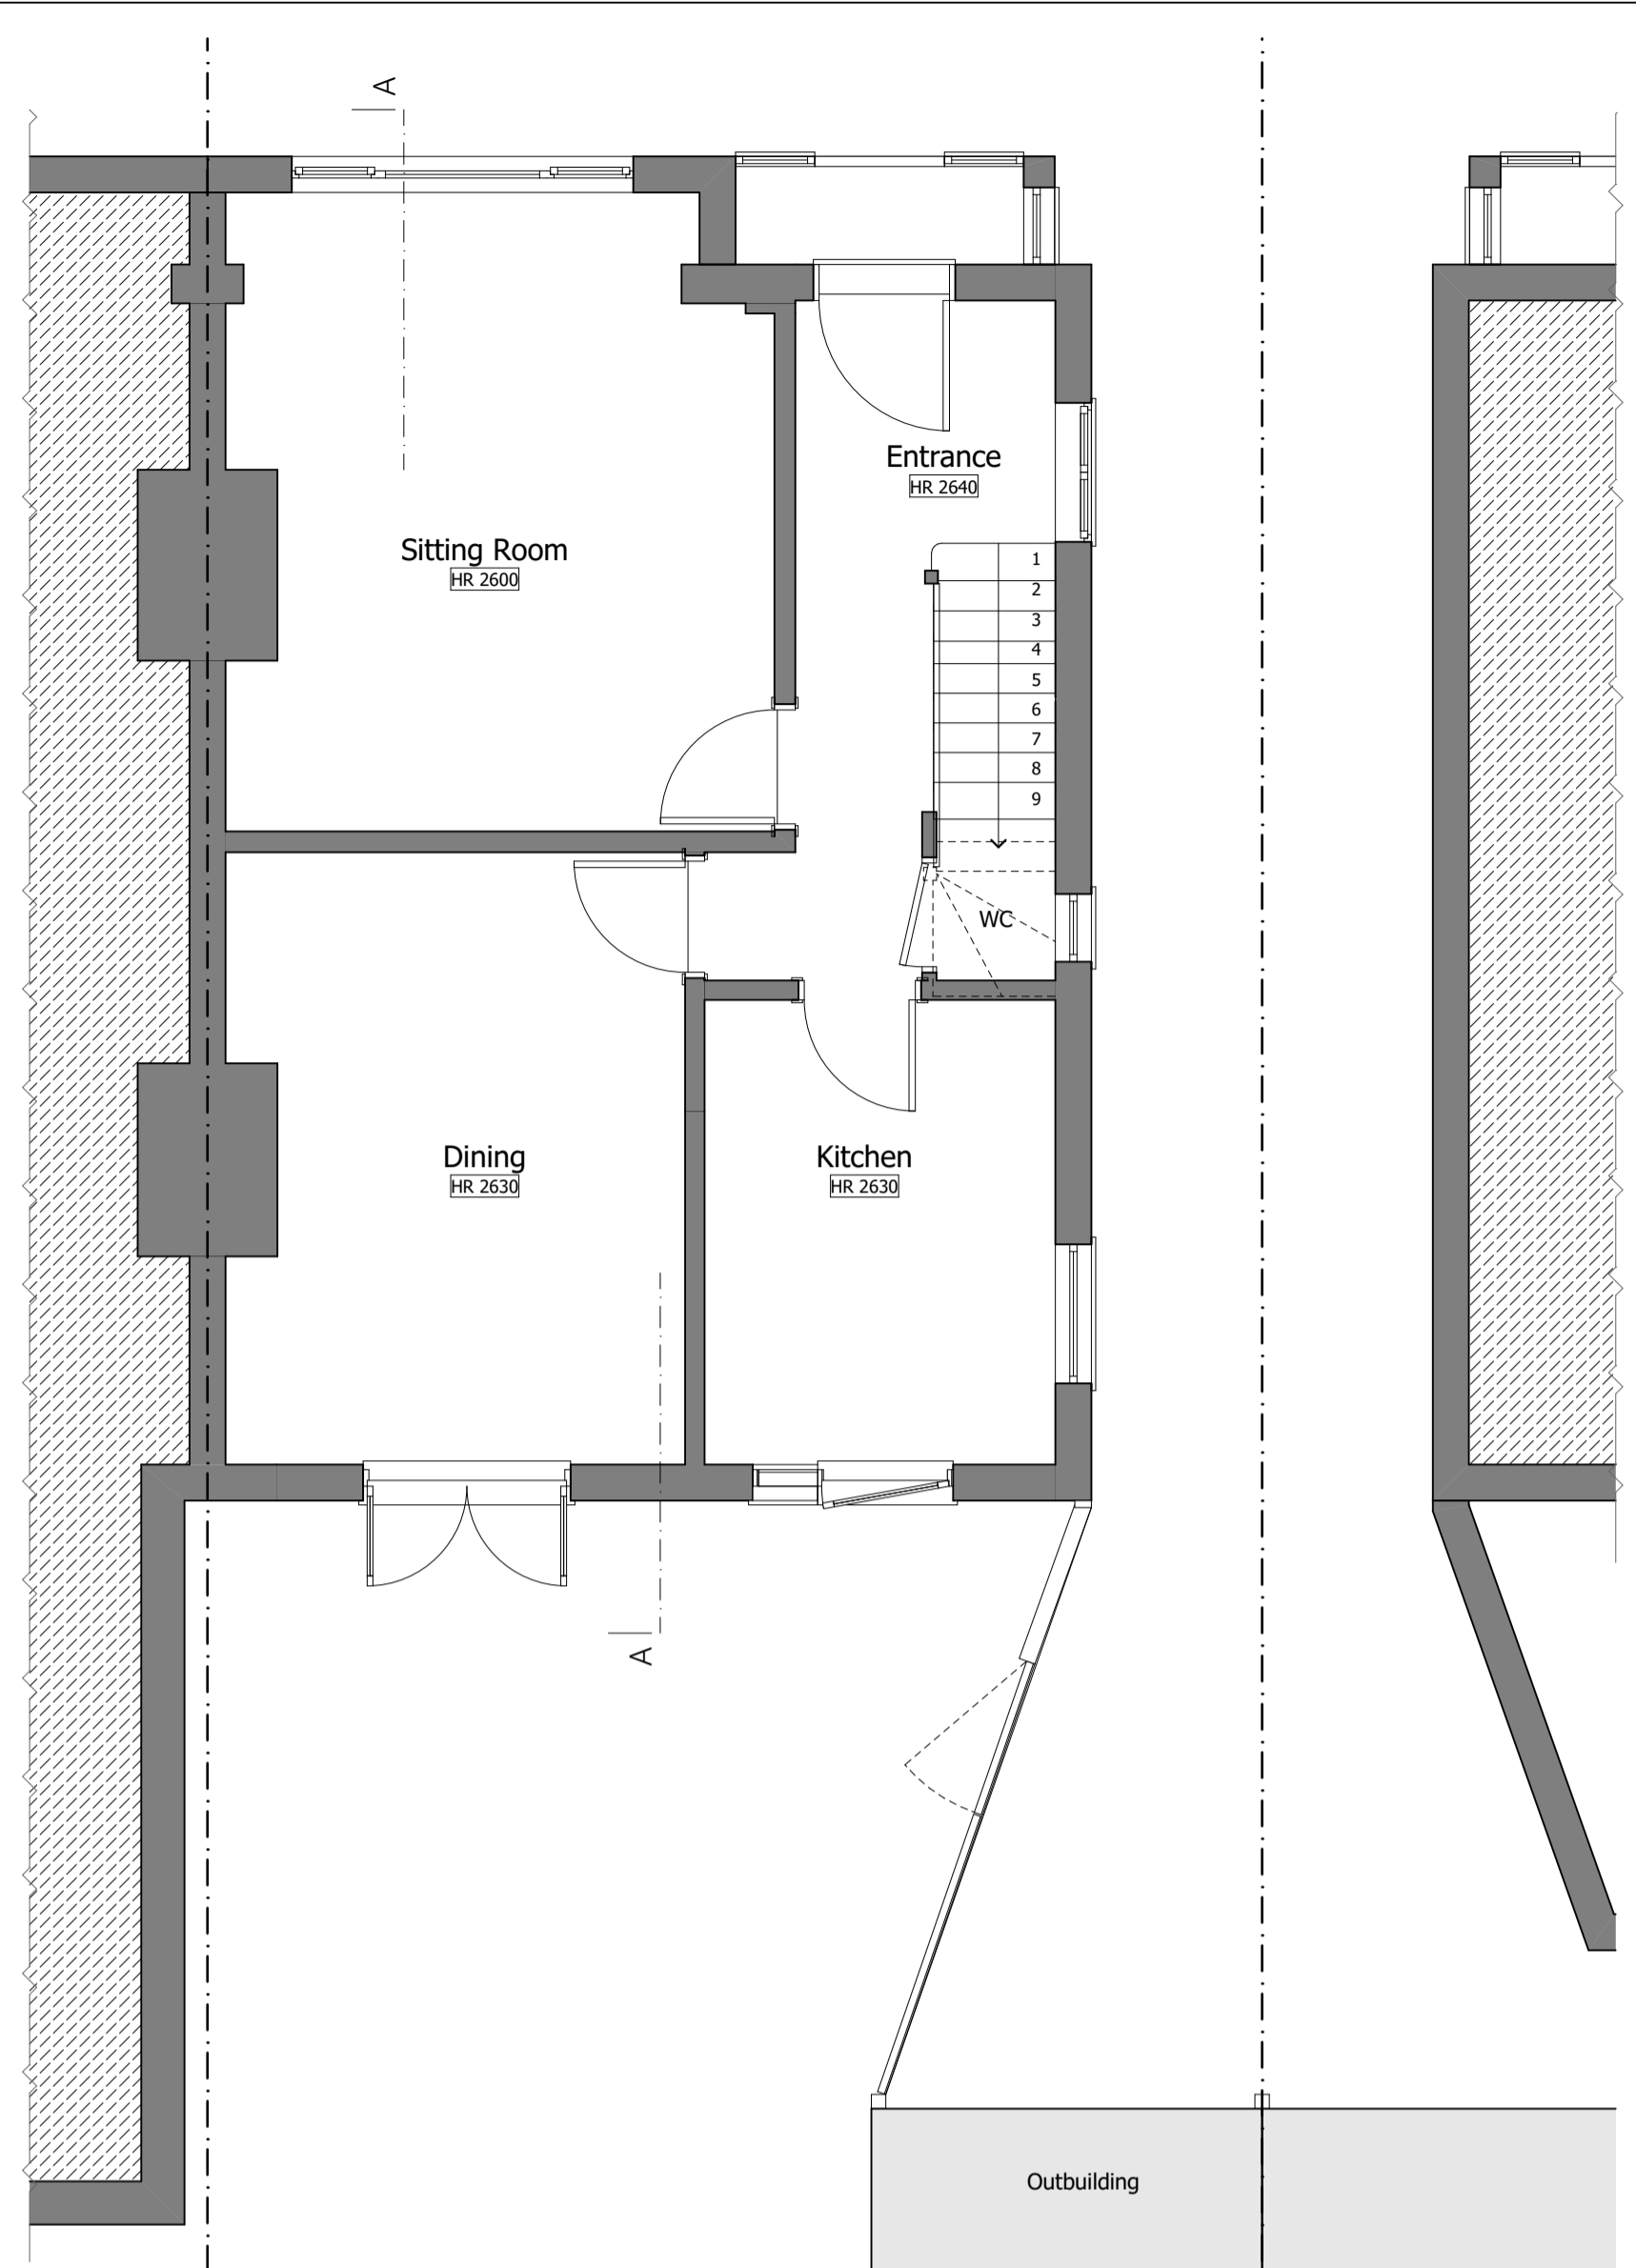 A
Entrance
HR 2640
Sitting Room
HR 2600
1
2
3
4
5
6
7
8
9
WC
Dining
HR 2630
Kitchen
HR 2630
A
Outbuilding